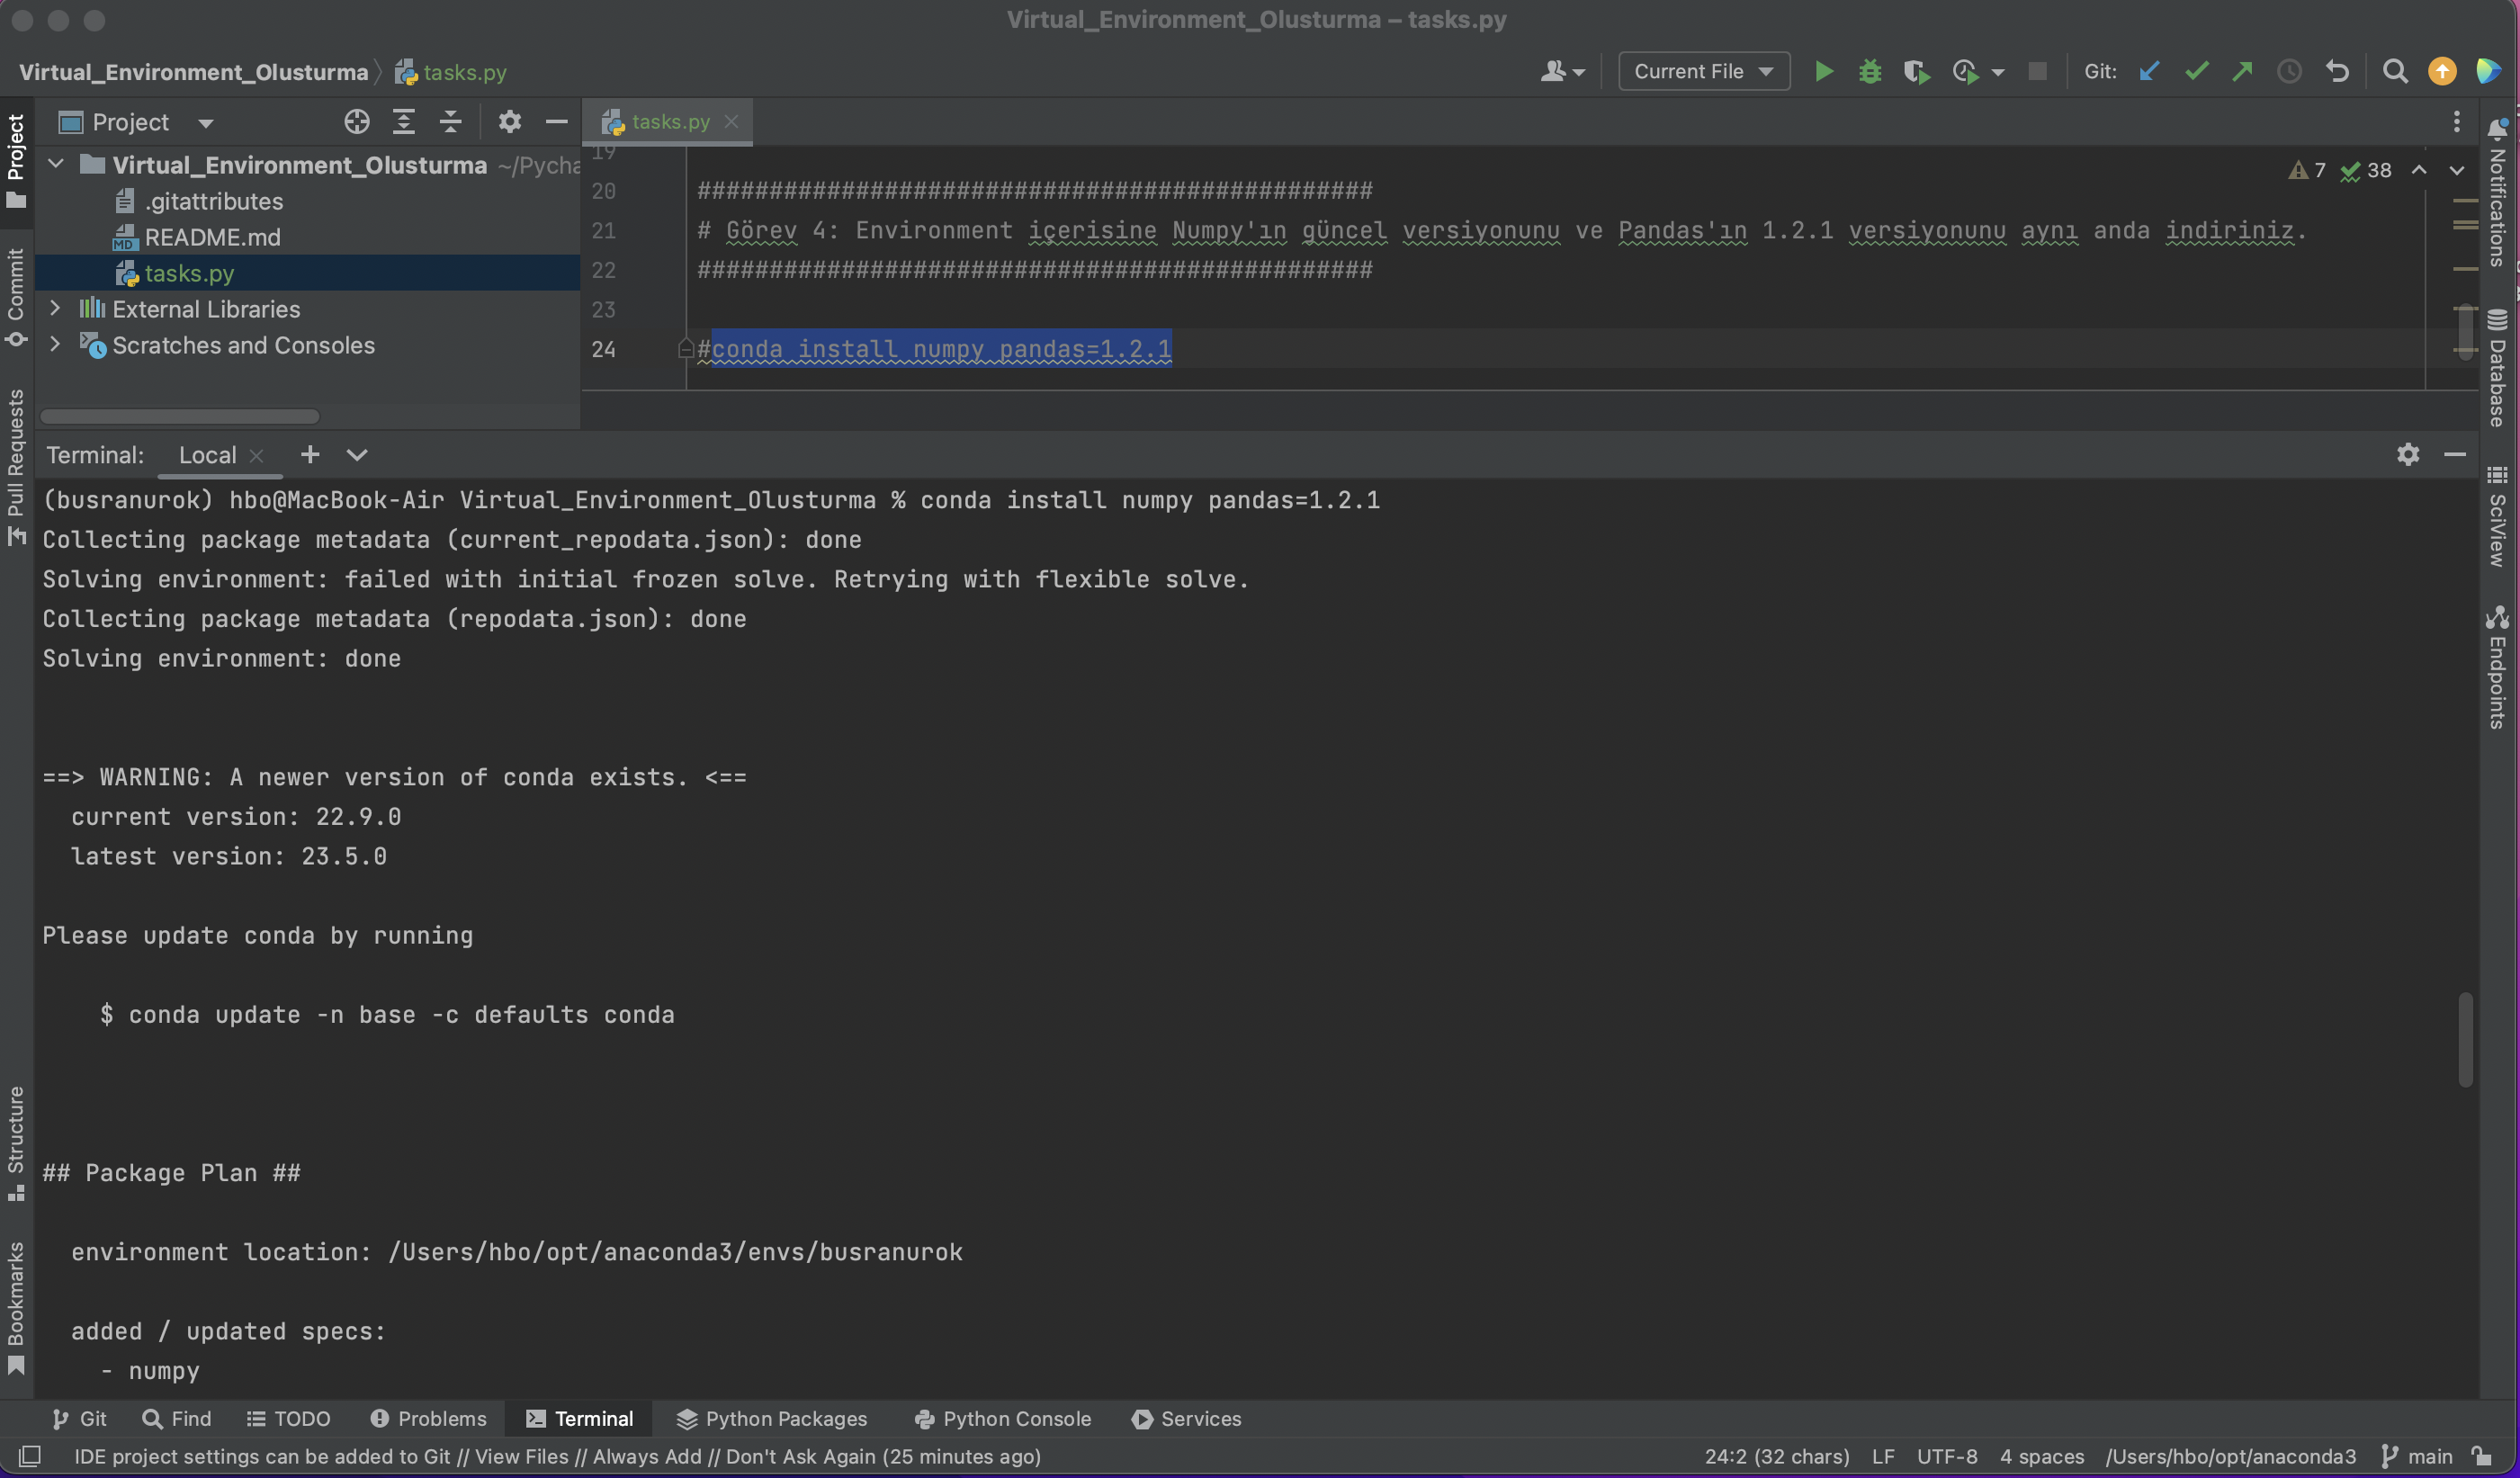 Virtual_Environment_Olusturma – tasks.py
Virtual_Environment_Olusturma
tasks.py
Current File
Git:
Project
tasks.py
Virtual_Environment_Olusturma ~/Pycha
.gitattributes
README.md
tasks.py
External Libraries
Scratches and Consoles
19
20 ###############################################
21 # Görev 4: Environment içerisine Numpy'ın güncel versiyonunu ve Pandas'ın 1.2.1 versiyonunu aynı anda indiriniz.
22 ###############################################
23
24 #conda install numpy pandas=1.2.1
7 38
Project
Commit
Pull Requests
Structure
Bookmarks
Notifications
Database
SciView
Endpoints
Terminal: Local
(busranurok) hbo@MacBook-Air Virtual_Environment_Olusturma % conda install numpy pandas=1.2.1
Collecting package metadata (current_repodata.json): done
Solving environment: failed with initial frozen solve. Retrying with flexible solve.
Collecting package metadata (repodata.json): done
Solving environment: done
==> WARNING: A newer version of conda exists. <==
current version: 22.9.0
latest version: 23.5.0
Please update conda by running
$ conda update -n base -c defaults conda
## Package Plan ##
environment location: /Users/hbo/opt/anaconda3/envs/busranurok
added / updated specs:
- numpy
Git Find TODO Problems Terminal Python Packages Python Console Services
IDE project settings can be added to Git // View Files // Always Add // Don't Ask Again (25 minutes ago)
24:2 (32 chars) LF UTF-8 4 spaces /Users/hbo/opt/anaconda3 main